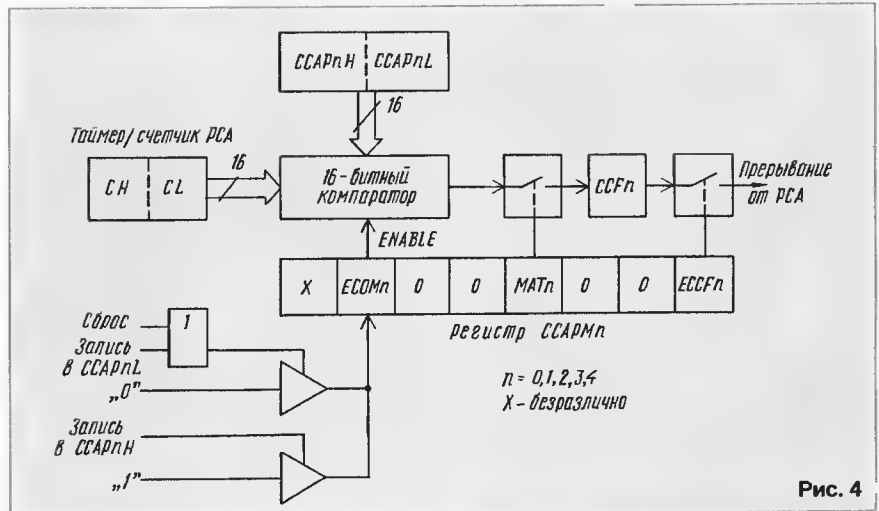 CCAPnH CCAPnL
16
Таймер/счетчик PCA
CH CL
16
16-битный
компаратор
CCFn
Прерывание
от PCA
ENABLE
X ECOMn 0 0 MATn 0 0 ECCFn
Регистр CCAPMn
Сброс
1
Запись
в CCAPnL
„0”
Запись
в CCAPnH
„1”
n = 0,1,2,3,4
X – безразлично
Рис. 4